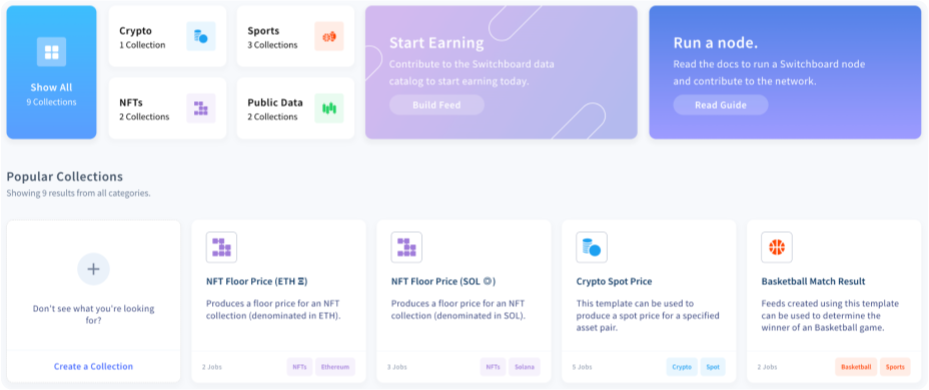 Show All
9 Collections
Crypto
1 Collection
Sports
3 Collections
NFTs
2 Collections
Public Data
2 Collections
Start Earning
Contribute to the Switchboard data
catalog to start earning today.
Build Feed
Run a node.
Read the docs to run a Switchboard node
and contribute to the network.
Read Guide
Popular Collections
Showing 9 results from all categories.
Don't see what you're looking
for?
Create a Collection
NFT Floor Price (ETH Ξ)
Produces a floor price for an NFT
collection (denominated in ETH).
2 Jobs
NFTs
Ethereum
NFT Floor Price (SOL ◎)
Produces a floor price for an NFT
collection (denominated in SOL).
3 Jobs
NFTs
Solana
Crypto Spot Price
This template can be used to
produce a spot price for a specified
asset pair.
5 Jobs
Crypto
Spot
Basketball Match Result
Feeds created using this template
can be used to determine the
winner of an Basketball game.
2 Jobs
Basketball
Sports